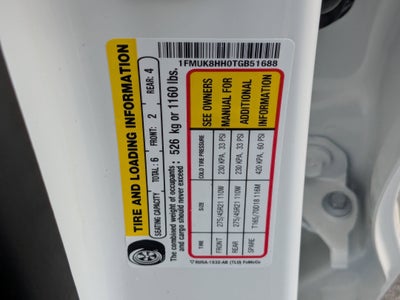 1FMUK8HH0TGB51688
TIRE AND LOADING INFORMATION
SEATING CAPACITY TOTAL: 6 FRONT: 2 REAR: 4
The combined weight of occupants
and cargo should never exceed : 526 kg or 1160 lbs.
TIRE SIZE COLD TIRE PRESSURE
FRONT 275/45R21 110W 230 KPA, 33 PSI
REAR 275/45R21 110W 230 KPA, 33 PSI
SPARE T165/70D18 116M 420 KPA, 60 PSI
SEE OWNERS
MANUAL FOR
ADDITIONAL
INFORMATION